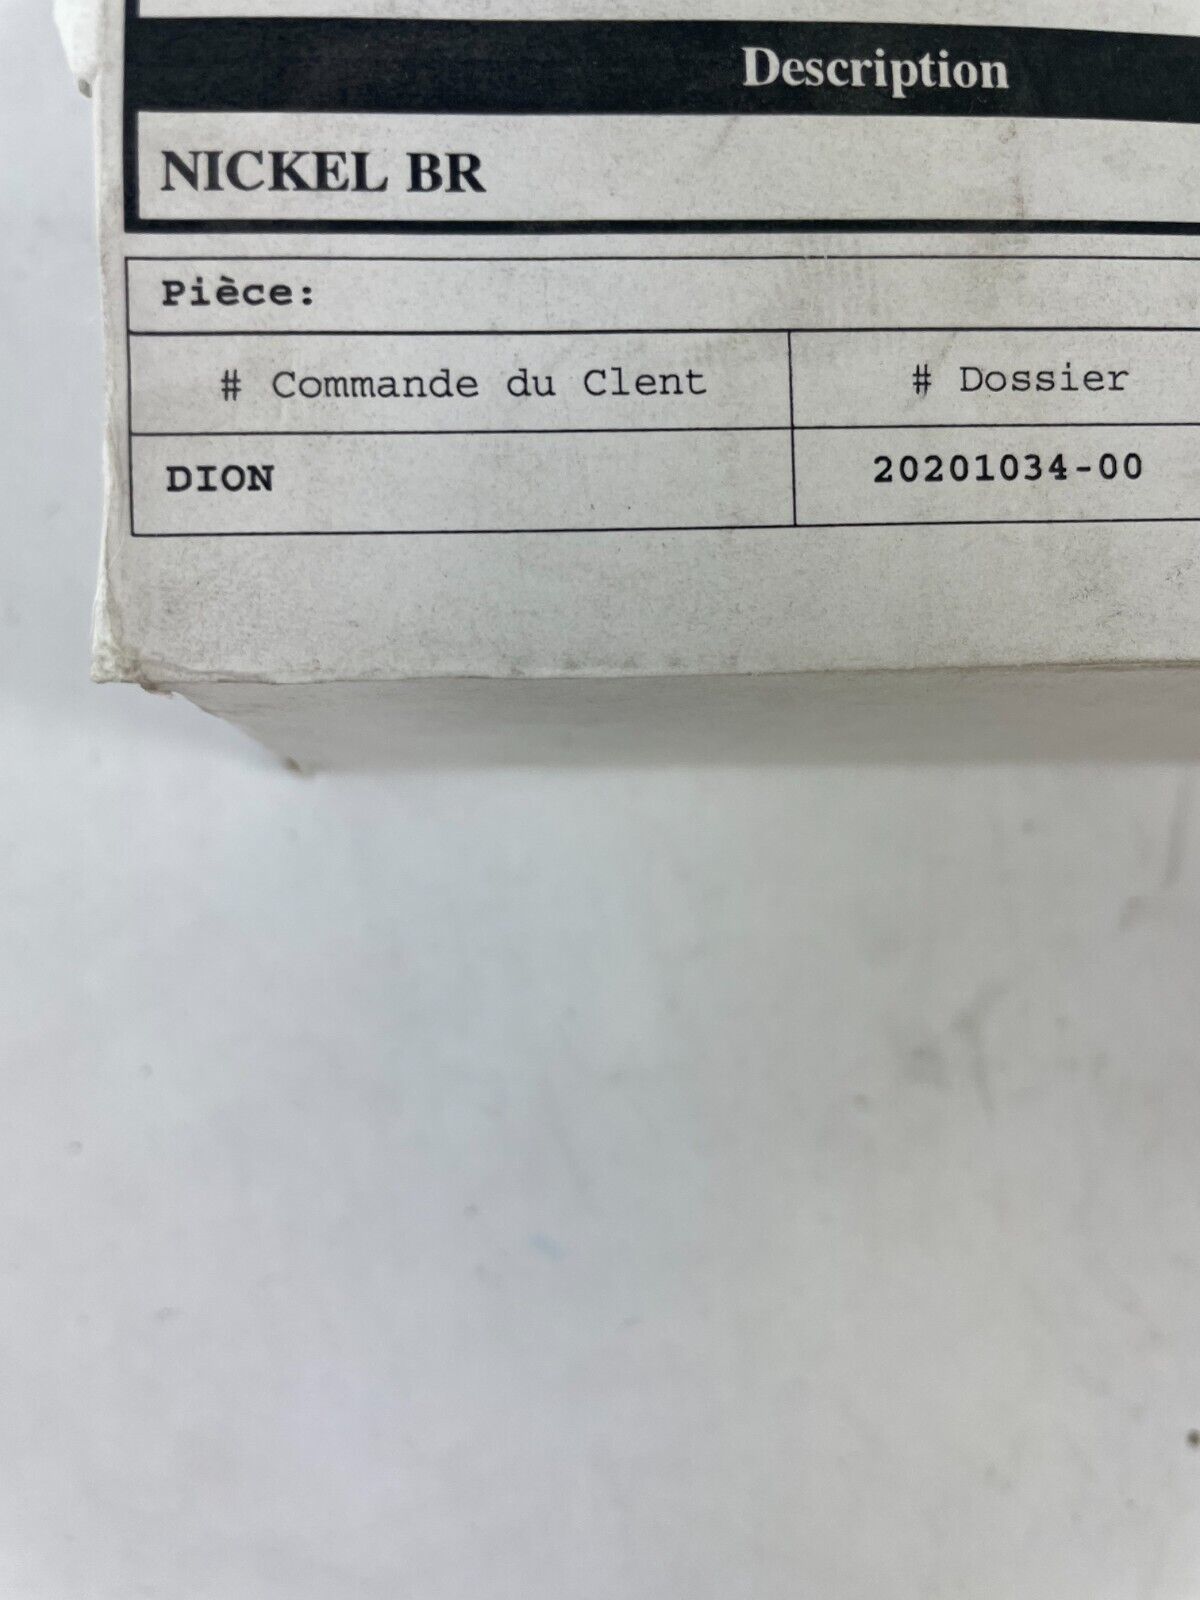 Description
NICKEL BR
Pièce:
# Commande du Clent
# Dossier
DION
20201034-00